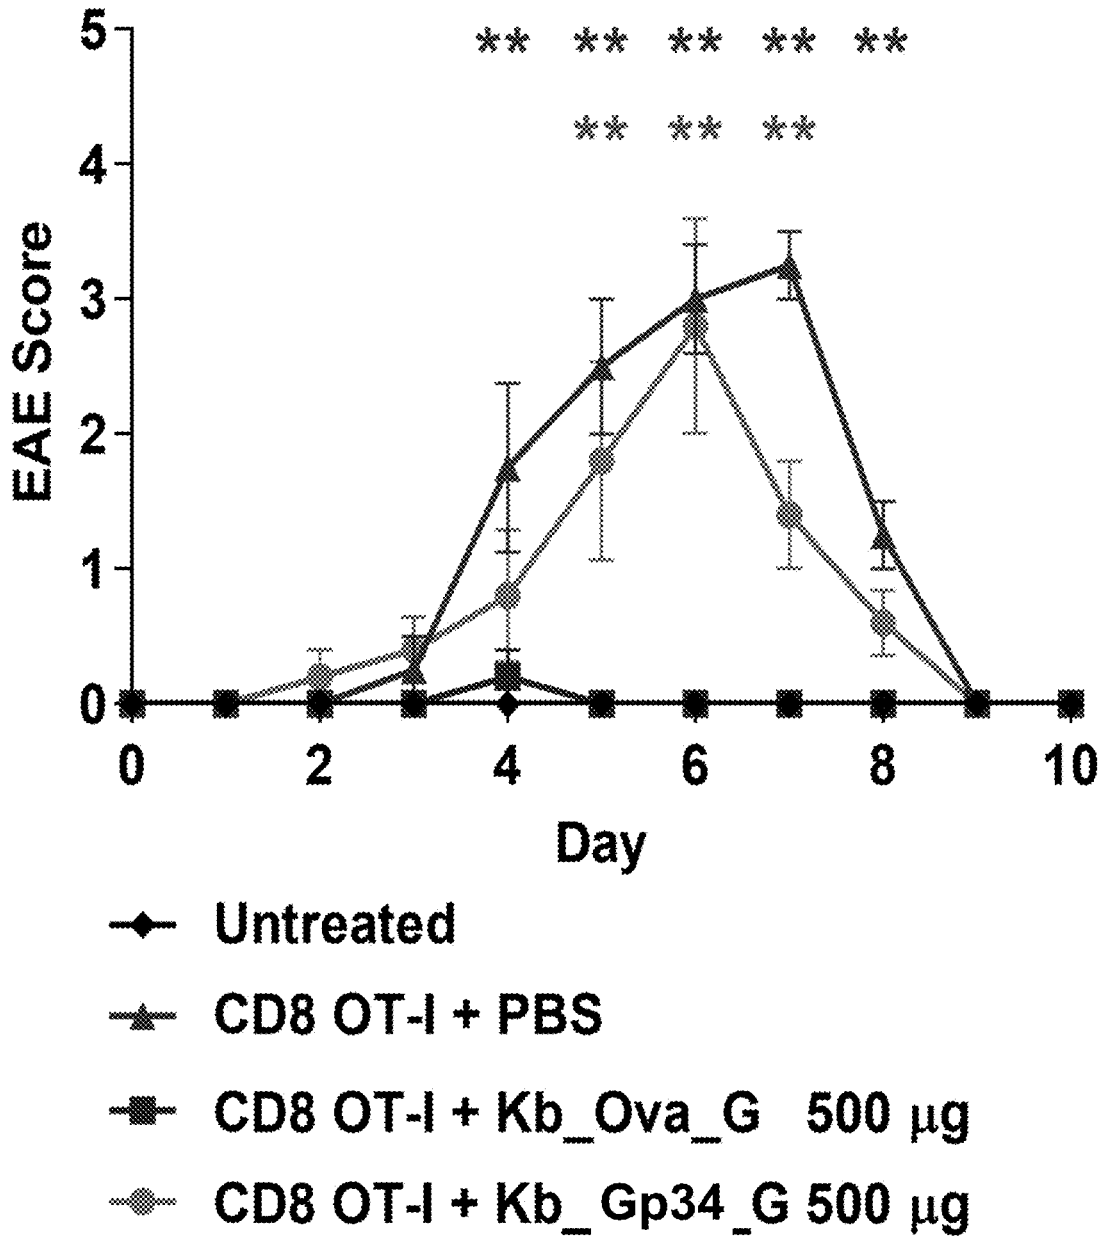 5
** ** ** ** **
4
** ** **
3
2
1
0
EAE Score
0 2 4 6 8 10
Day
Untreated
CD8 OT-I + PBS
CD8 OT-I + Kb_Ova_G 500 µg
CD8 OT-I + Kb_Gp34_G 500 µg